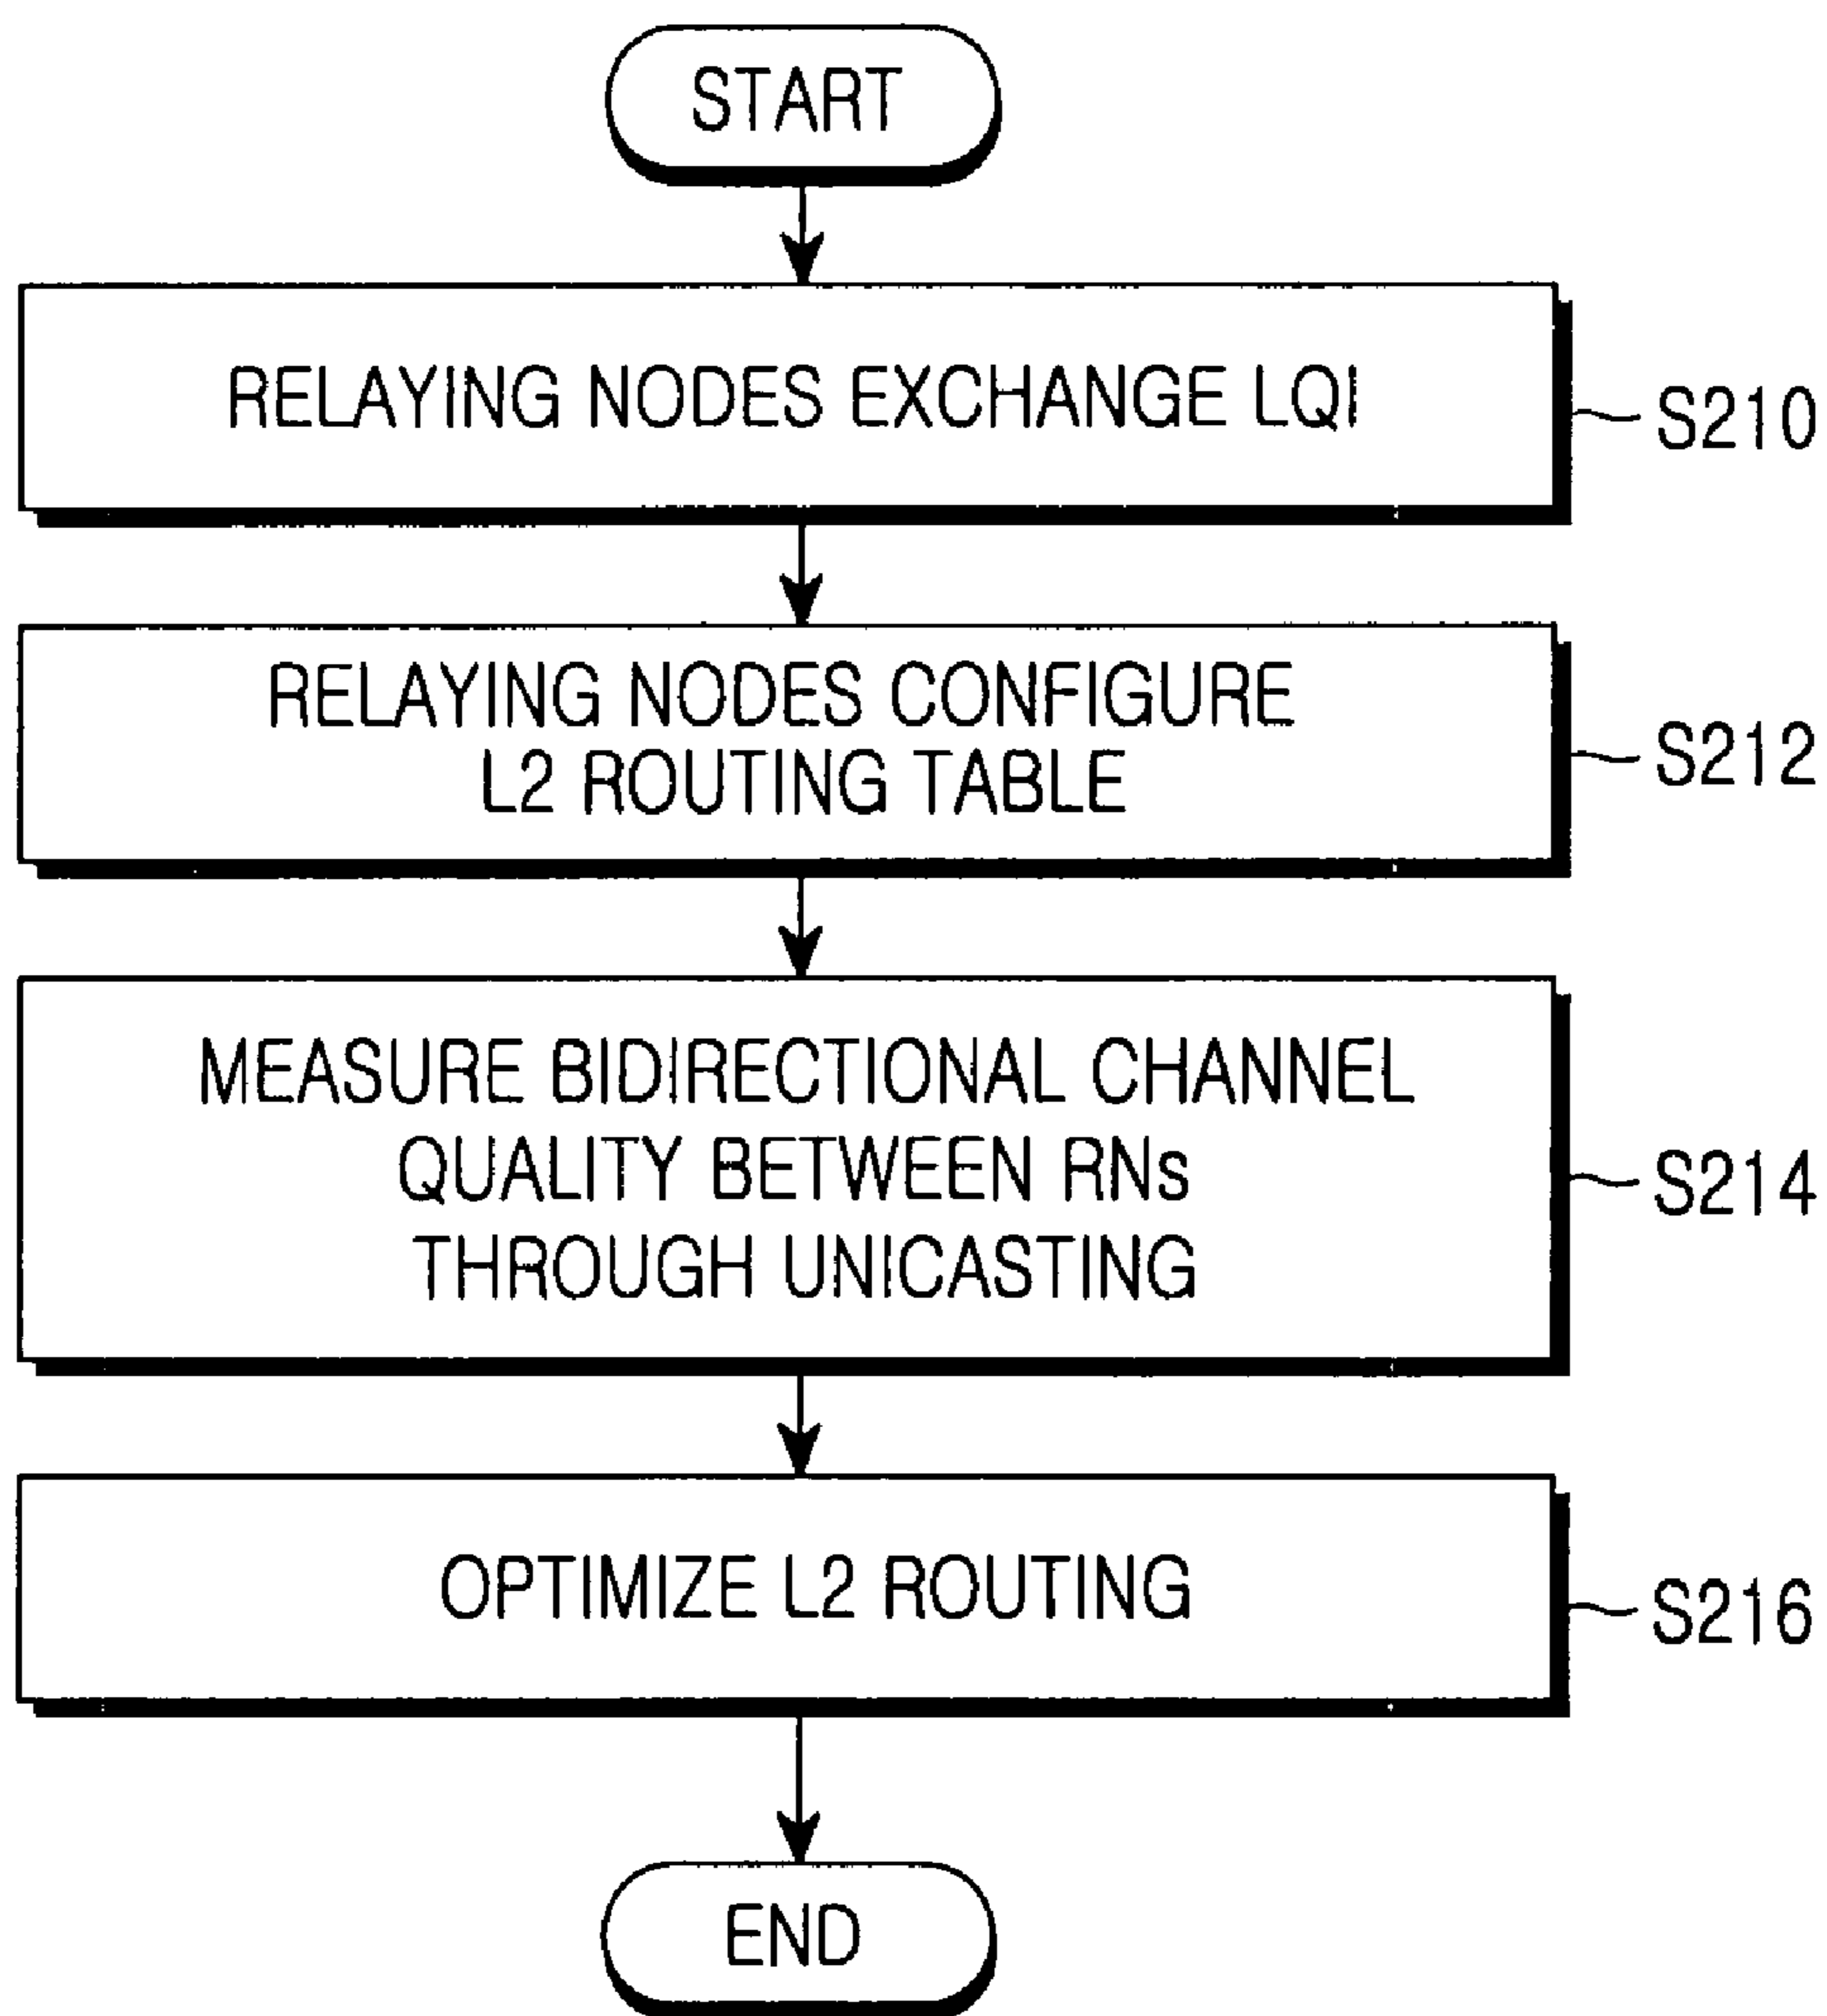 START
RELAYING NODES EXCHANGE LQI
S210
RELAYING NODES CONFIGURE
L2 ROUTING TABLE
S212
MEASURE BIDIRECTIONAL CHANNEL
QUALITY BETWEEN RNs
THROUGH UNICASTING
S214
OPTIMIZE L2 ROUTING
S216
END